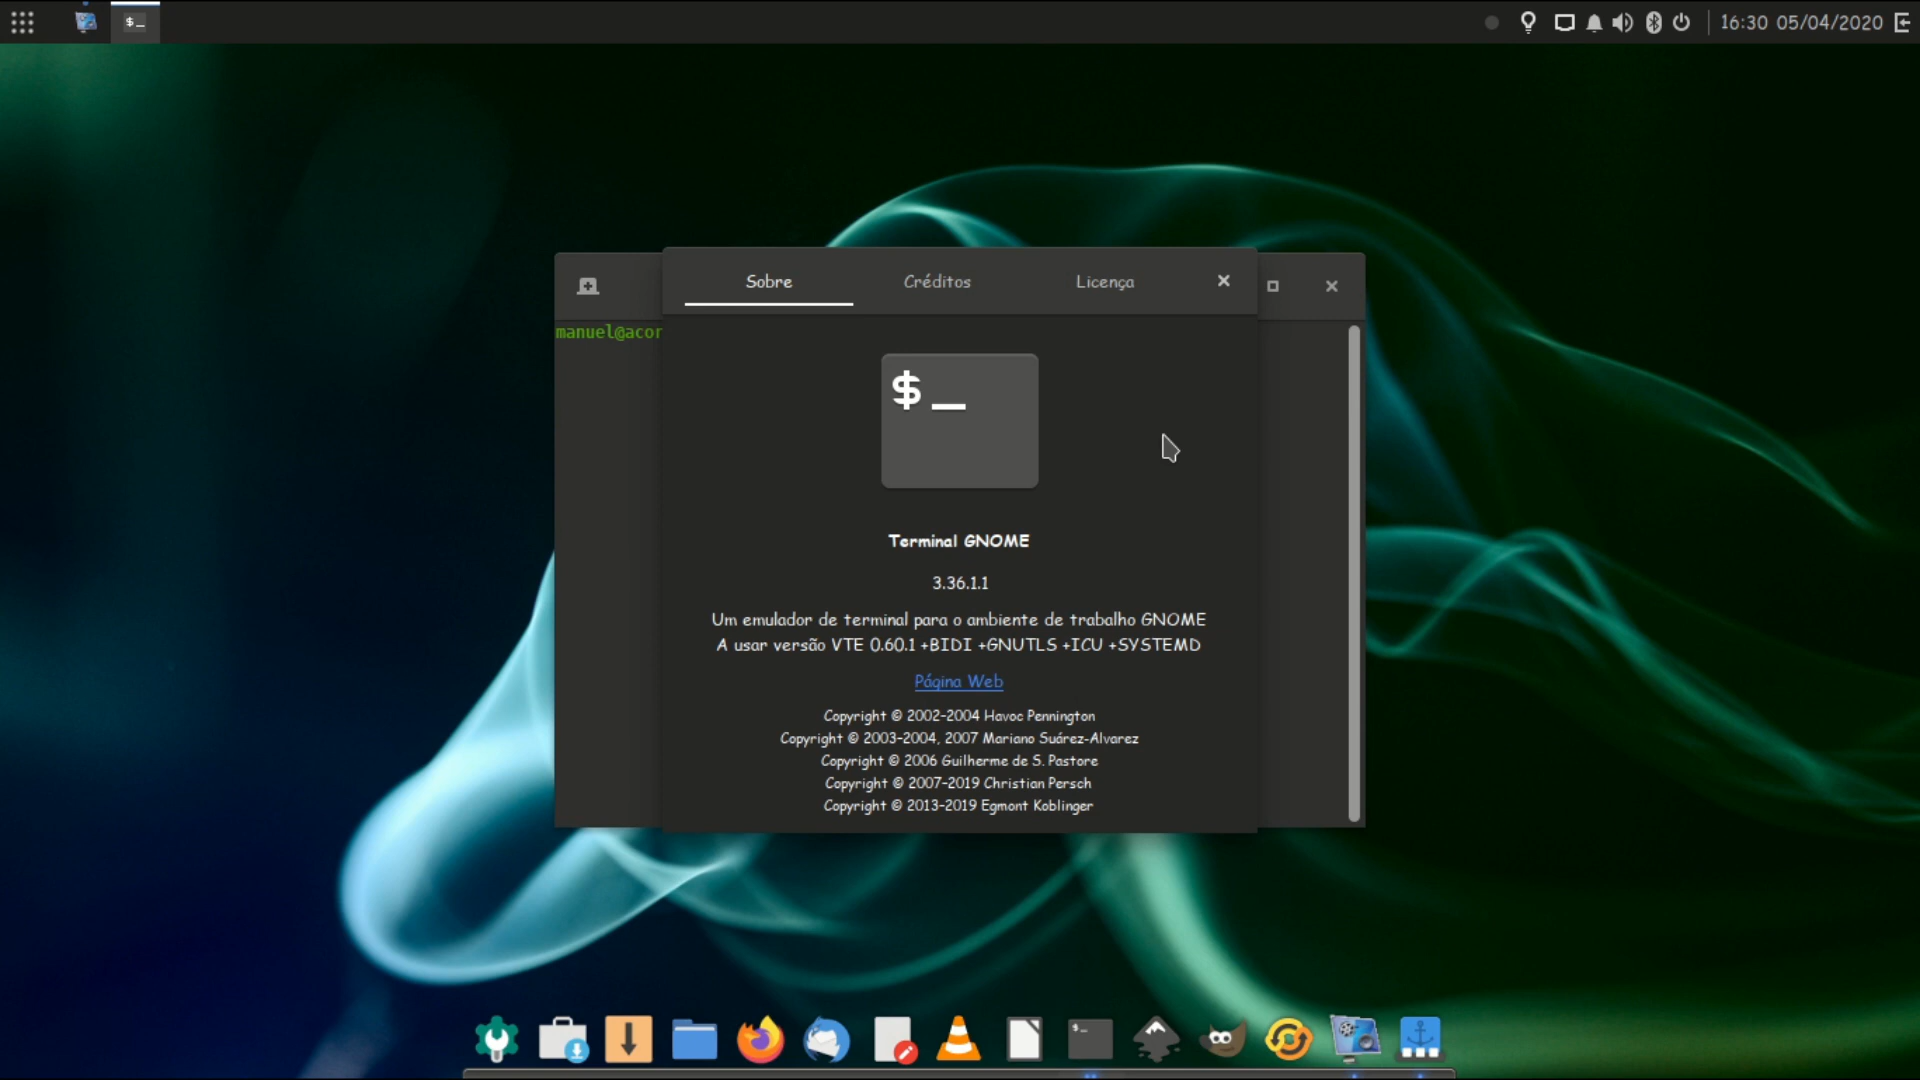 $_
16:30 05/04/2020
Sobre
Créditos
Licença
manuel@acor
$_
Terminal GNOME
3.36.1.1
Um emulador de terminal para o ambiente de trabalho GNOME
A usar versão VTE 0.60.1 +BIDI +GNUTLS +ICU +SYSTEMD
Página Web
Copyright © 2002-2004 Havoc Pennington
Copyright © 2003-2004, 2007 Mariano Suárez-Alvarez
Copyright © 2006 Guilherme de S. Pastore
Copyright © 2007-2019 Christian Persch
Copyright © 2013-2019 Egmont Koblinger
$_